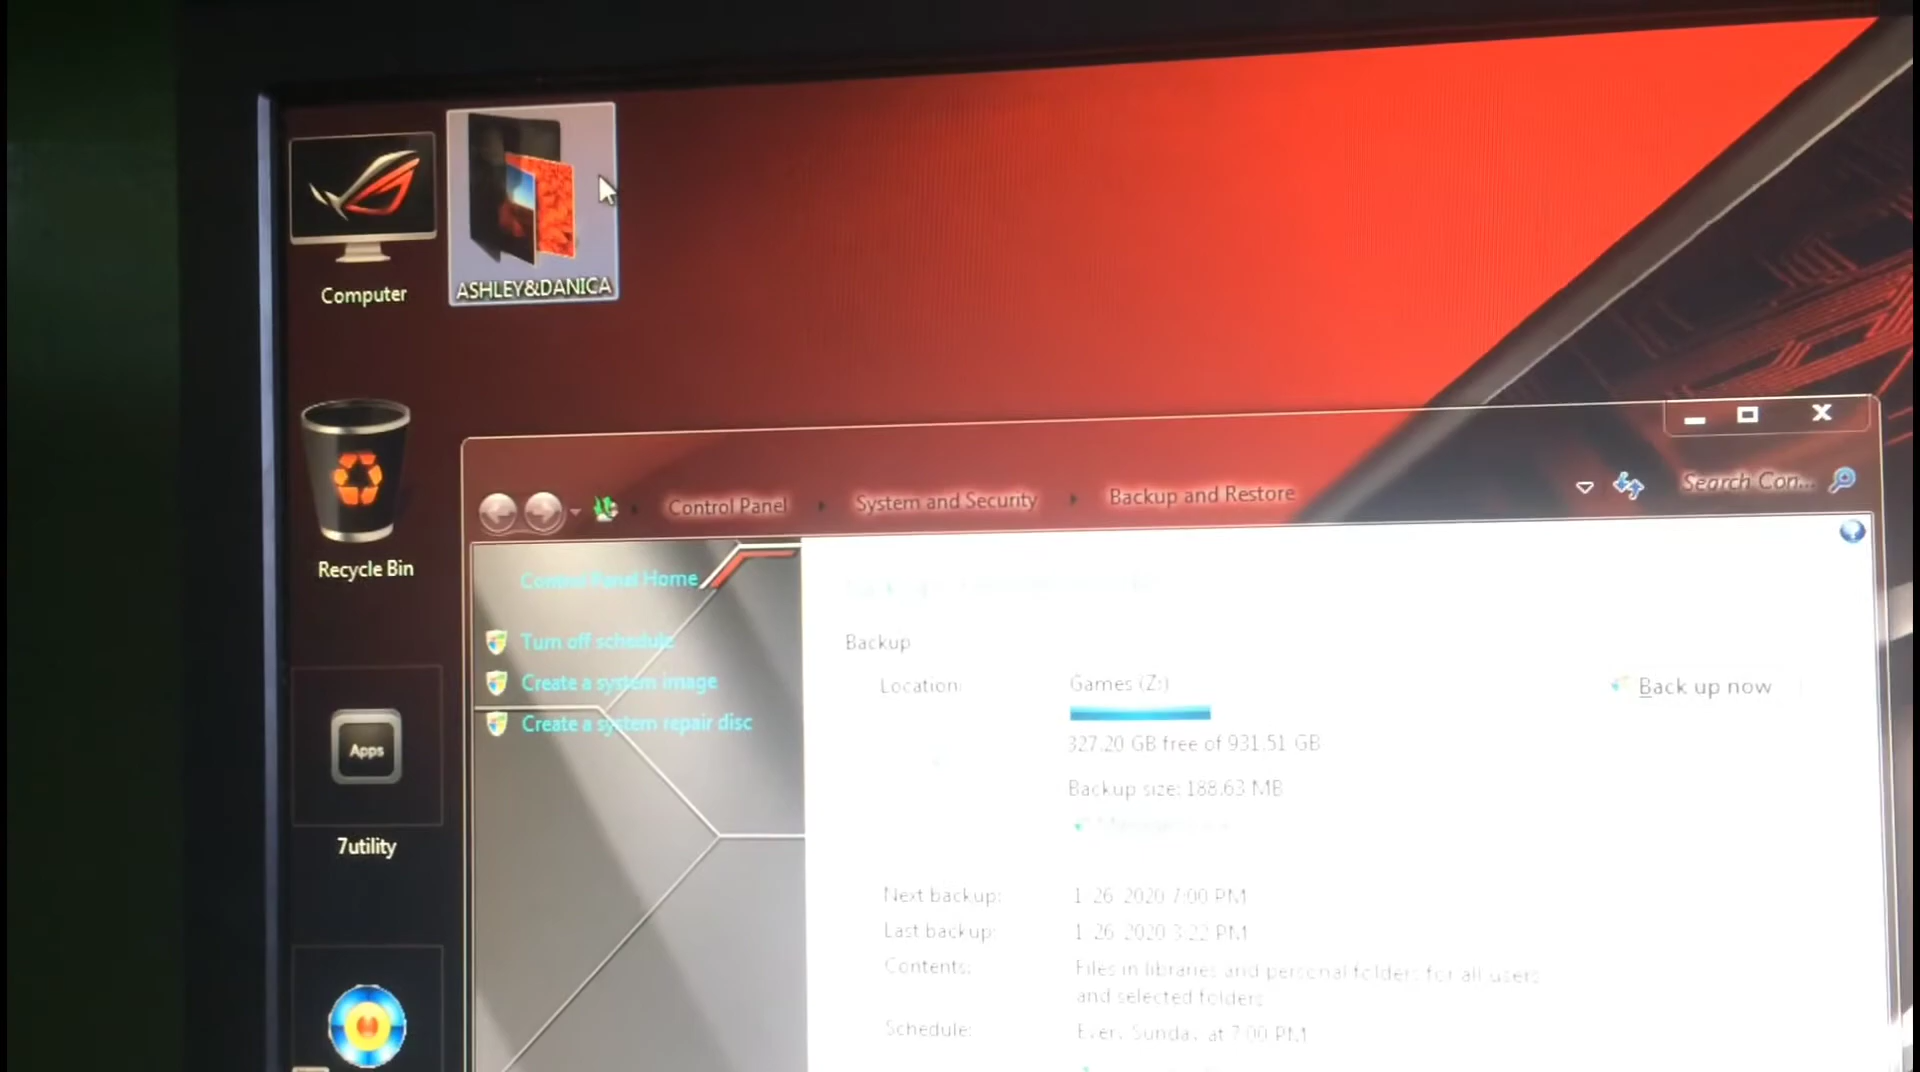 ASHLEY&DANICA
Computer
Recycle Bin
Apps
7utility
Control Panel
System and Security
Backup and Restore
Search Con...
Control Panel Home
Turn off schedule
Create a system image
Create a system repair disc
Backup
Location:
Games (Z:)
Back up now
327.20 GB free of 931.51 GB
Backup size: 188.63 MB
Next backup:
1 26 2020 7:00 PM
Last backup:
1 26 2020 3:22 PM
Contents:
Files in libraries and personal folders for all users
and selected folders
Schedule:
at 7:00 PM